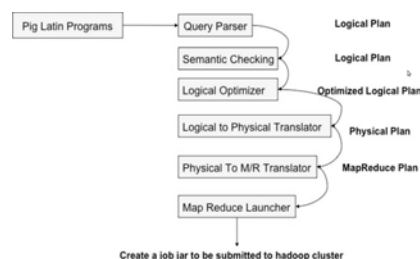 Pig Latin Programs
Query Parser
Logical Plan
Semantic Checking
Logical Plan
Logical Optimizer
Optimized Logical Plan
Logical to Physical Translator
Physical Plan
Physical To M/R Translator
MapReduce Plan
Map Reduce Launcher
Create a job jar to be submitted to hadoop cluster